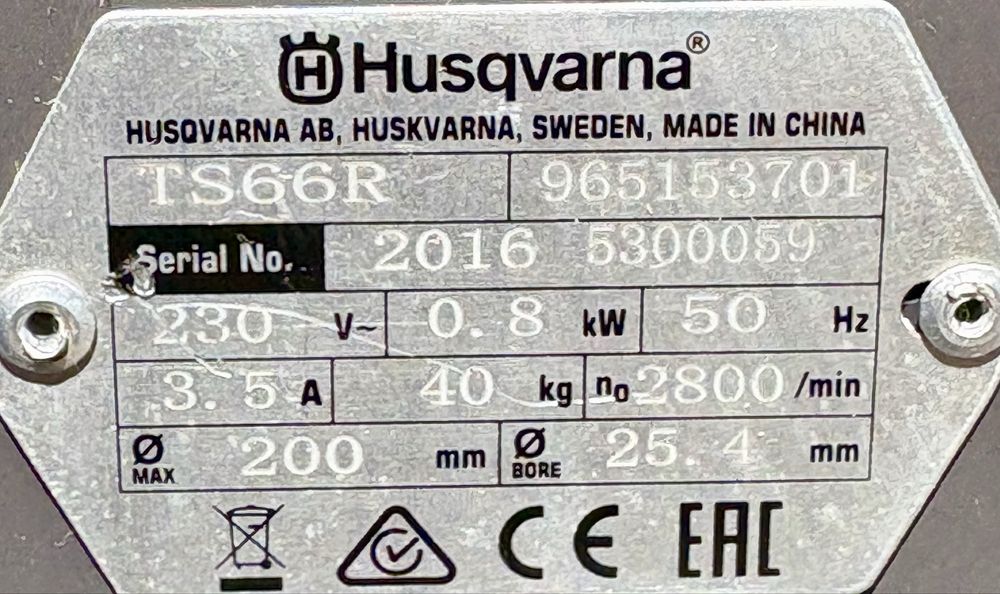 Husqvarna®
HUSQVARNA AB, HUSKVARNA, SWEDEN, MADE IN CHINA
TS66R 965153701
Serial No. 2016 5300059
230 V~ 0.8 kW 50 Hz
3.5 A 40 kg n₀ 2800 /min
Ø MAX 200 mm Ø BORE 25.4 mm
CE EAC